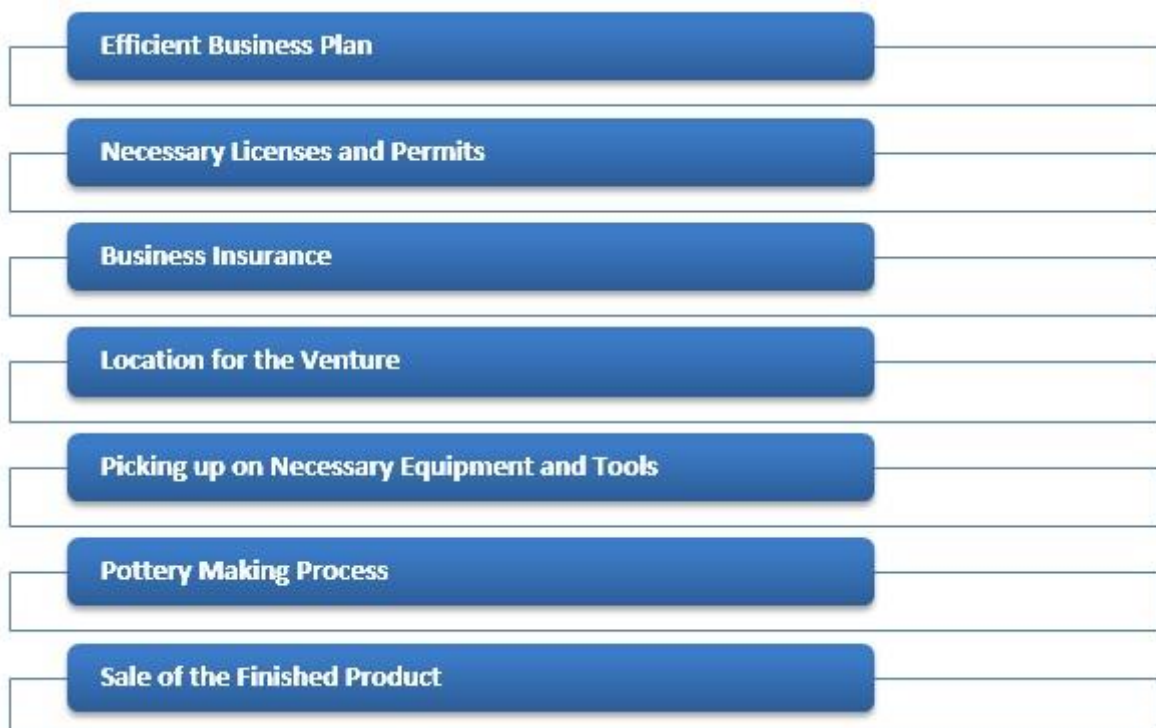 Efficient Business Plan
Necessary Licenses and Permits
Business Insurance
Location for the Venture
Picking up on Necessary Equipment and Tools
Pottery Making Process
Sale of the Finished Product